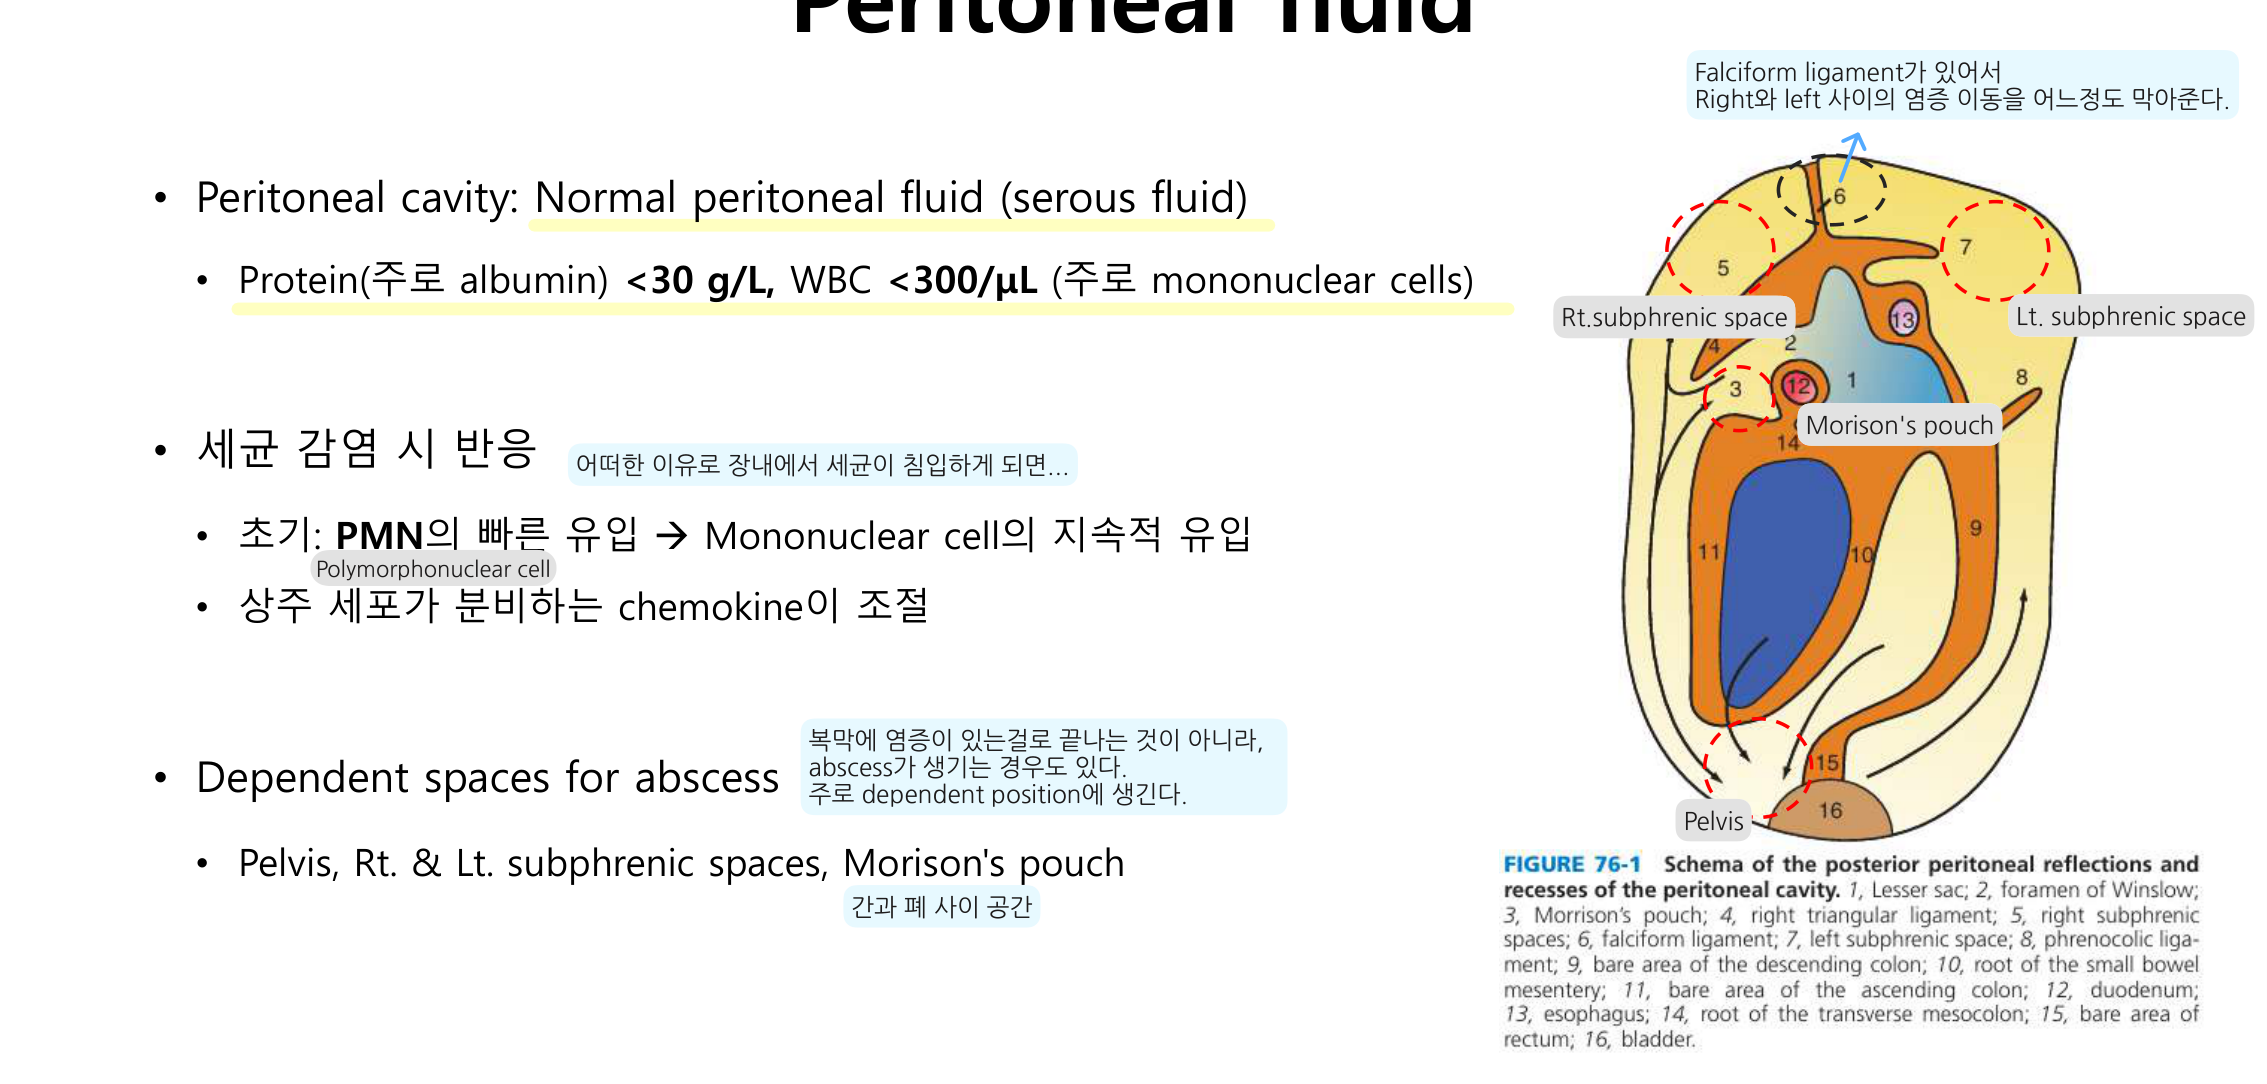 Peritoneal fluid
Falciform ligament가 있어서
Right와 left 사이의 염증 이동을 어느정도 막아준다.
• Peritoneal cavity: Normal peritoneal fluid (serous fluid)
• Protein(주로 albumin) <30 g/L, WBC <300/µL (주로 mononuclear cells)
• 세균 감염 시 반응
어떠한 이유로 장내에서 세균이 침입하게 되면...
• 초기: PMN의 빠른 유입 → Mononuclear cell의 지속적 유입
Polymorphonuclear cell
• 상주 세포가 분비하는 chemokine이 조절
• Dependent spaces for abscess
복막에 염증이 있는걸로 끝나는 것이 아니라,
abscess가 생기는 경우도 있다.
주로 dependent position에 생긴다.
• Pelvis, Rt. & Lt. subphrenic spaces, Morison's pouch
간과 폐 사이 공간
6
7
5
Rt.subphrenic space
13
Lt. subphrenic space
4
2
3
12
1
8
Morison's pouch
14
9
11
10
15
16
Pelvis
FIGURE 76-1 Schema of the posterior peritoneal reflections and
recesses of the peritoneal cavity. 1, Lesser sac; 2, foramen of Winslow;
3, Morrison's pouch; 4, right triangular ligament; 5, right subphrenic
spaces; 6, falciform ligament; 7, left subphrenic space; 8, phrenocolic liga-
ment; 9, bare area of the descending colon; 10, root of the small bowel
mesentery; 11, bare area of the ascending colon; 12, duodenum;
13, esophagus; 14, root of the transverse mesocolon; 15, bare area of
rectum; 16, bladder.